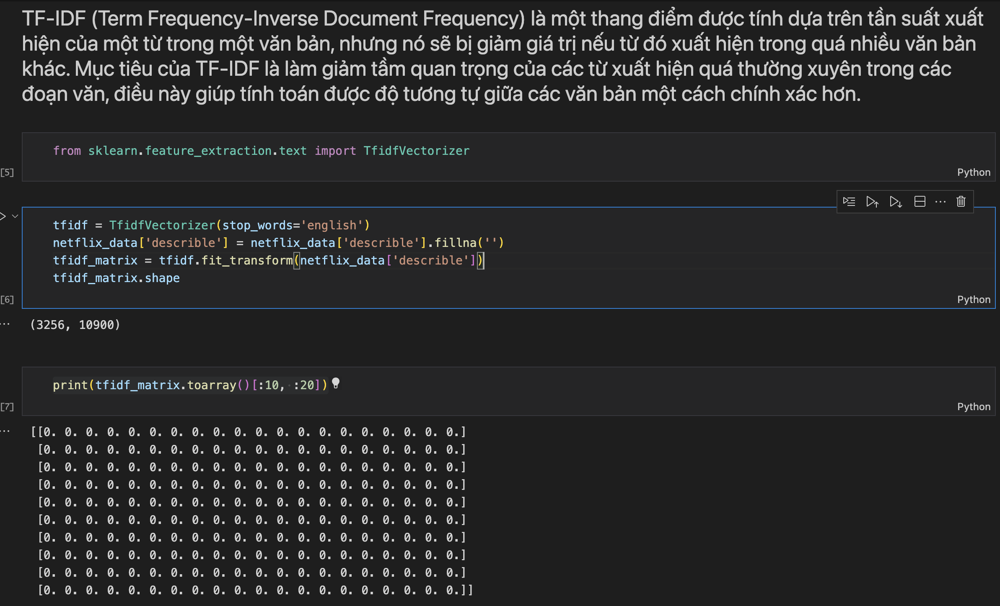 TF-IDF (Term Frequency-Inverse Document Frequency) là một thang điểm được tính dựa trên tần suất xuất
hiện của một từ trong một văn bản, nhưng nó sẽ bị giảm giá trị nếu từ đó xuất hiện trong quá nhiều văn bản
khác. Mục tiêu của TF-IDF là làm giảm tầm quan trọng của các từ xuất hiện quá thường xuyên trong các
đoạn văn, điều này giúp tính toán được độ tương tự giữa các văn bản một cách chính xác hơn.
from sklearn.feature_extraction.text import TfidfVectorizer
[5]
Python
tfidf = TfidfVectorizer(stop_words='english')
netflix_data['describle'] = netflix_data['describle'].fillna('')
tfidf_matrix = tfidf.fit_transform(netflix_data['describle'])
tfidf_matrix.shape
[6]
Python
(3256, 10900)
print(tfidf_matrix.toarray()[:10, :20])
[7]
Python
[[0. 0. 0. 0. 0. 0. 0. 0. 0. 0. 0. 0. 0. 0. 0. 0. 0. 0. 0. 0.]
[0. 0. 0. 0. 0. 0. 0. 0. 0. 0. 0. 0. 0. 0. 0. 0. 0. 0. 0. 0.]
[0. 0. 0. 0. 0. 0. 0. 0. 0. 0. 0. 0. 0. 0. 0. 0. 0. 0. 0. 0.]
[0. 0. 0. 0. 0. 0. 0. 0. 0. 0. 0. 0. 0. 0. 0. 0. 0. 0. 0. 0.]
[0. 0. 0. 0. 0. 0. 0. 0. 0. 0. 0. 0. 0. 0. 0. 0. 0. 0. 0. 0.]
[0. 0. 0. 0. 0. 0. 0. 0. 0. 0. 0. 0. 0. 0. 0. 0. 0. 0. 0. 0.]
[0. 0. 0. 0. 0. 0. 0. 0. 0. 0. 0. 0. 0. 0. 0. 0. 0. 0. 0. 0.]
[0. 0. 0. 0. 0. 0. 0. 0. 0. 0. 0. 0. 0. 0. 0. 0. 0. 0. 0. 0.]
[0. 0. 0. 0. 0. 0. 0. 0. 0. 0. 0. 0. 0. 0. 0. 0. 0. 0. 0. 0.]
[0. 0. 0. 0. 0. 0. 0. 0. 0. 0. 0. 0. 0. 0. 0. 0. 0. 0. 0. 0.]]